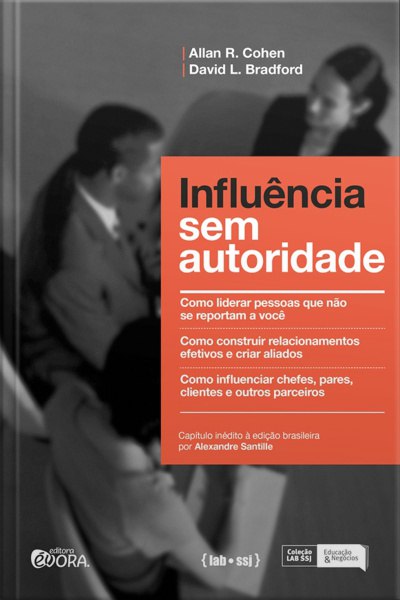 Allan R. Cohen
David L. Bradford
Influência
sem
autoridade
Como liderar pessoas que não
se reportam a você
Como construir relacionamentos
efetivos e criar aliados
Como influenciar chefes, pares,
clientes e outros parceiros
Capítulo inédito à edição brasileira
por Alexandre Santille
editora
ÉVORA.
{ lab • ssj }
Coleção
LAB SSJ
Educação
&Negócios